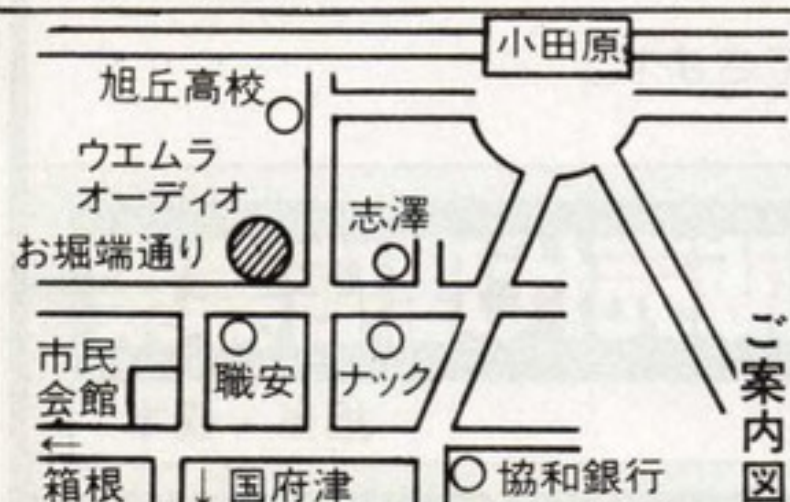 小田原
旭丘高校
ウエムラ
オーディオ
お堀端通り
志澤
市民
会館
職安
ナック
ご案内図
←
箱根
↓
国府津
協和銀行